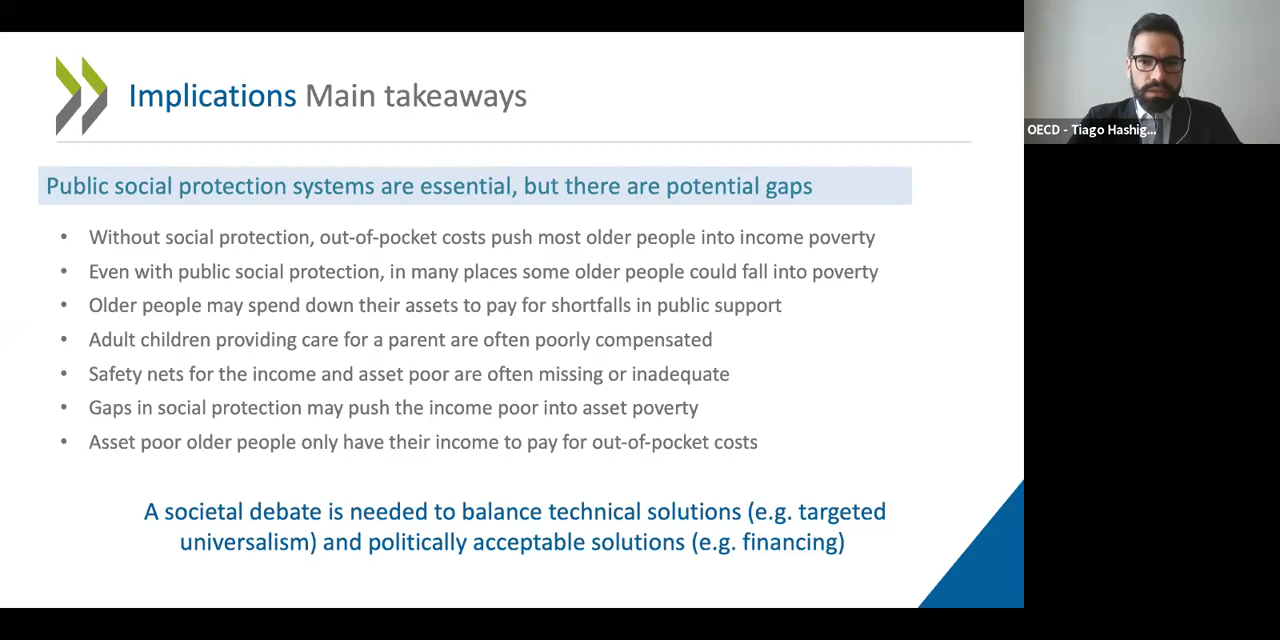 Implications Main takeaways
Public social protection systems are essential, but there are potential gaps
• Without social protection, out-of-pocket costs push most older people into income poverty
• Even with public social protection, in many places some older people could fall into poverty
• Older people may spend down their assets to pay for shortfalls in public support
• Adult children providing care for a parent are often poorly compensated
• Safety nets for the income and asset poor are often missing or inadequate
• Gaps in social protection may push the income poor into asset poverty
• Asset poor older people only have their income to pay for out-of-pocket costs
A societal debate is needed to balance technical solutions (e.g. targeted
universalism) and politically acceptable solutions (e.g. financing)
OECD - Tiago Hashig...